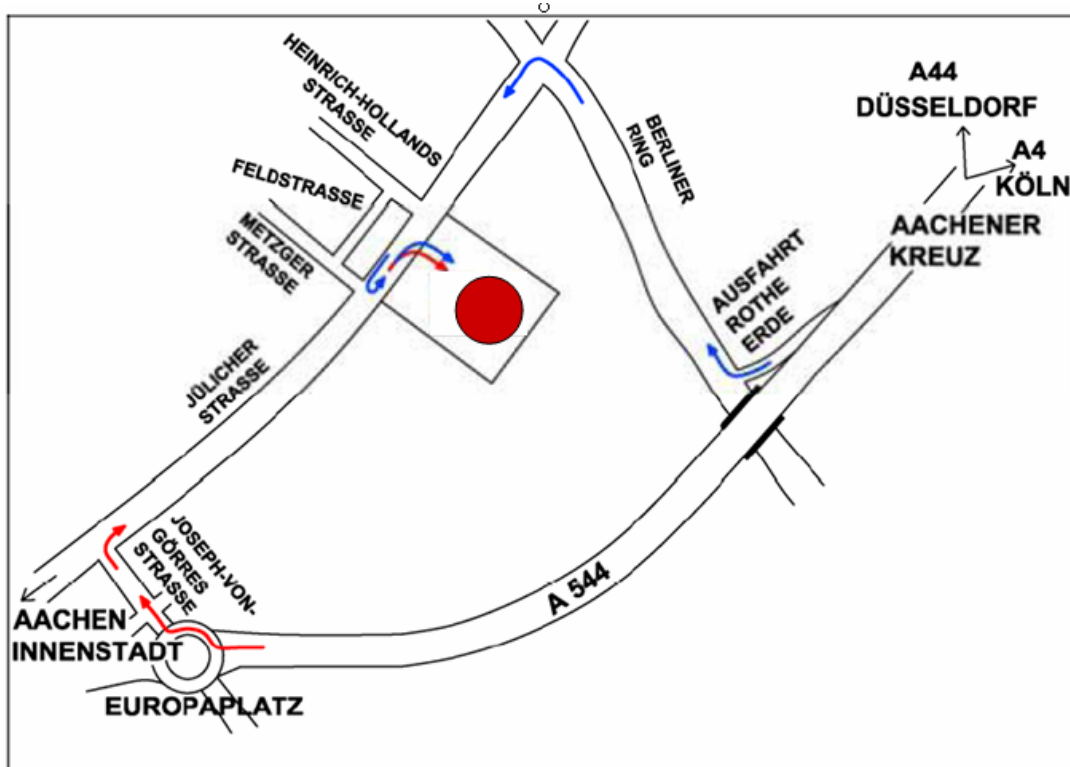 HEINRICH-HOLLANDS
STRASSE
FELDSTRASSE
METZGER
STRASSE
JÜLICHER
STRASSE
BERLINER
RING
A44
DÜSSELDORF
A4
KÖLN
AACHENER
KREUZ
AUSFAHRT
ROTHE
ERDE
JOSEPH-VON-
GÖRRES
STRASSE
A 544
AACHEN
INNENSTADT
EUROPAPLATZ